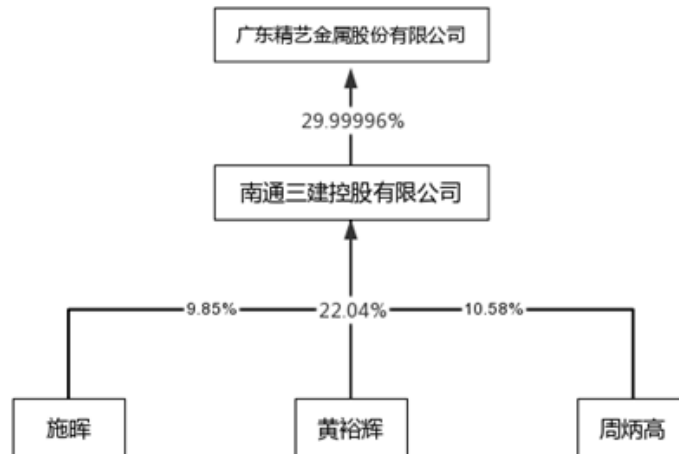 广东精艺金属股份有限公司
29.99996%
南通三建控股有限公司
9.85%
22.04%
10.58%
施晖
黄裕辉
周炳高